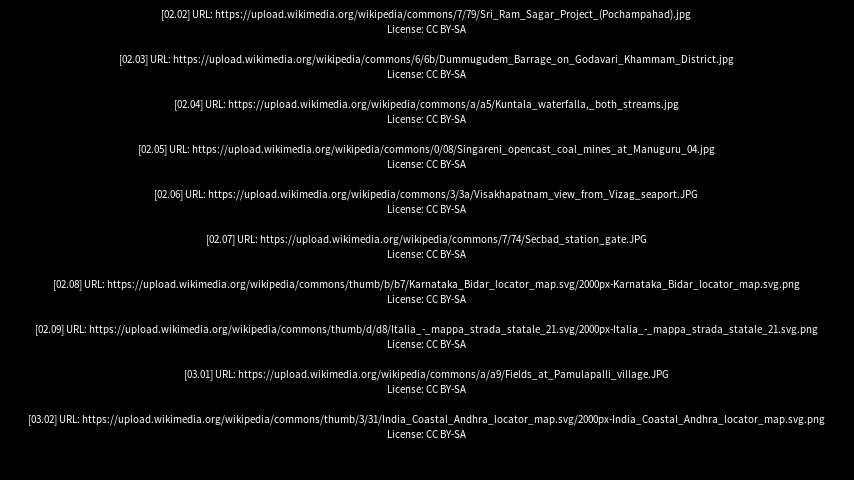 [02.02] URL: https://upload.wikimedia.org/wikipedia/commons/7/79/Sri_Ram_Sagar_Project_(Pochampahad).jpg
License: CC BY-SA
[02.03] URL: https://upload.wikimedia.org/wikipedia/commons/6/6b/Dummugudem_Barrage_on_Godavari_Khammam_District.jpg
License: CC BY-SA
[02.04] URL: https://upload.wikimedia.org/wikipedia/commons/a/a5/Kuntala_waterfalla,_both_streams.jpg
License: CC BY-SA
[02.05] URL: https://upload.wikimedia.org/wikipedia/commons/0/08/Singareni_opencast_coal_mines_at_Manuguru_04.jpg
License: CC BY-SA
[02.06] URL: https://upload.wikimedia.org/wikipedia/commons/3/3a/Visakhapatnam_view_from_Vizag_seaport.JPG
License: CC BY-SA
[02.07] URL: https://upload.wikimedia.org/wikipedia/commons/7/74/Secbad_station_gate.JPG
License: CC BY-SA
[02.08] URL: https://upload.wikimedia.org/wikipedia/commons/thumb/b/b7/Karnataka_Bidar_locator_map.svg/2000px-Karnataka_Bidar_locator_map.svg.png
License: CC BY-SA
[02.09] URL: https://upload.wikimedia.org/wikipedia/commons/thumb/d/d8/Italia_-_mappa_strada_statale_21.svg/2000px-Italia_-_mappa_strada_statale_21.svg.png
License: CC BY-SA
[03.01] URL: https://upload.wikimedia.org/wikipedia/commons/a/a9/Fields_at_Pamulapalli_village.JPG
License: CC BY-SA
[03.02] URL: https://upload.wikimedia.org/wikipedia/commons/thumb/3/31/India_Coastal_Andhra_locator_map.svg/2000px-India_Coastal_Andhra_locator_map.svg.png
License: CC BY-SA